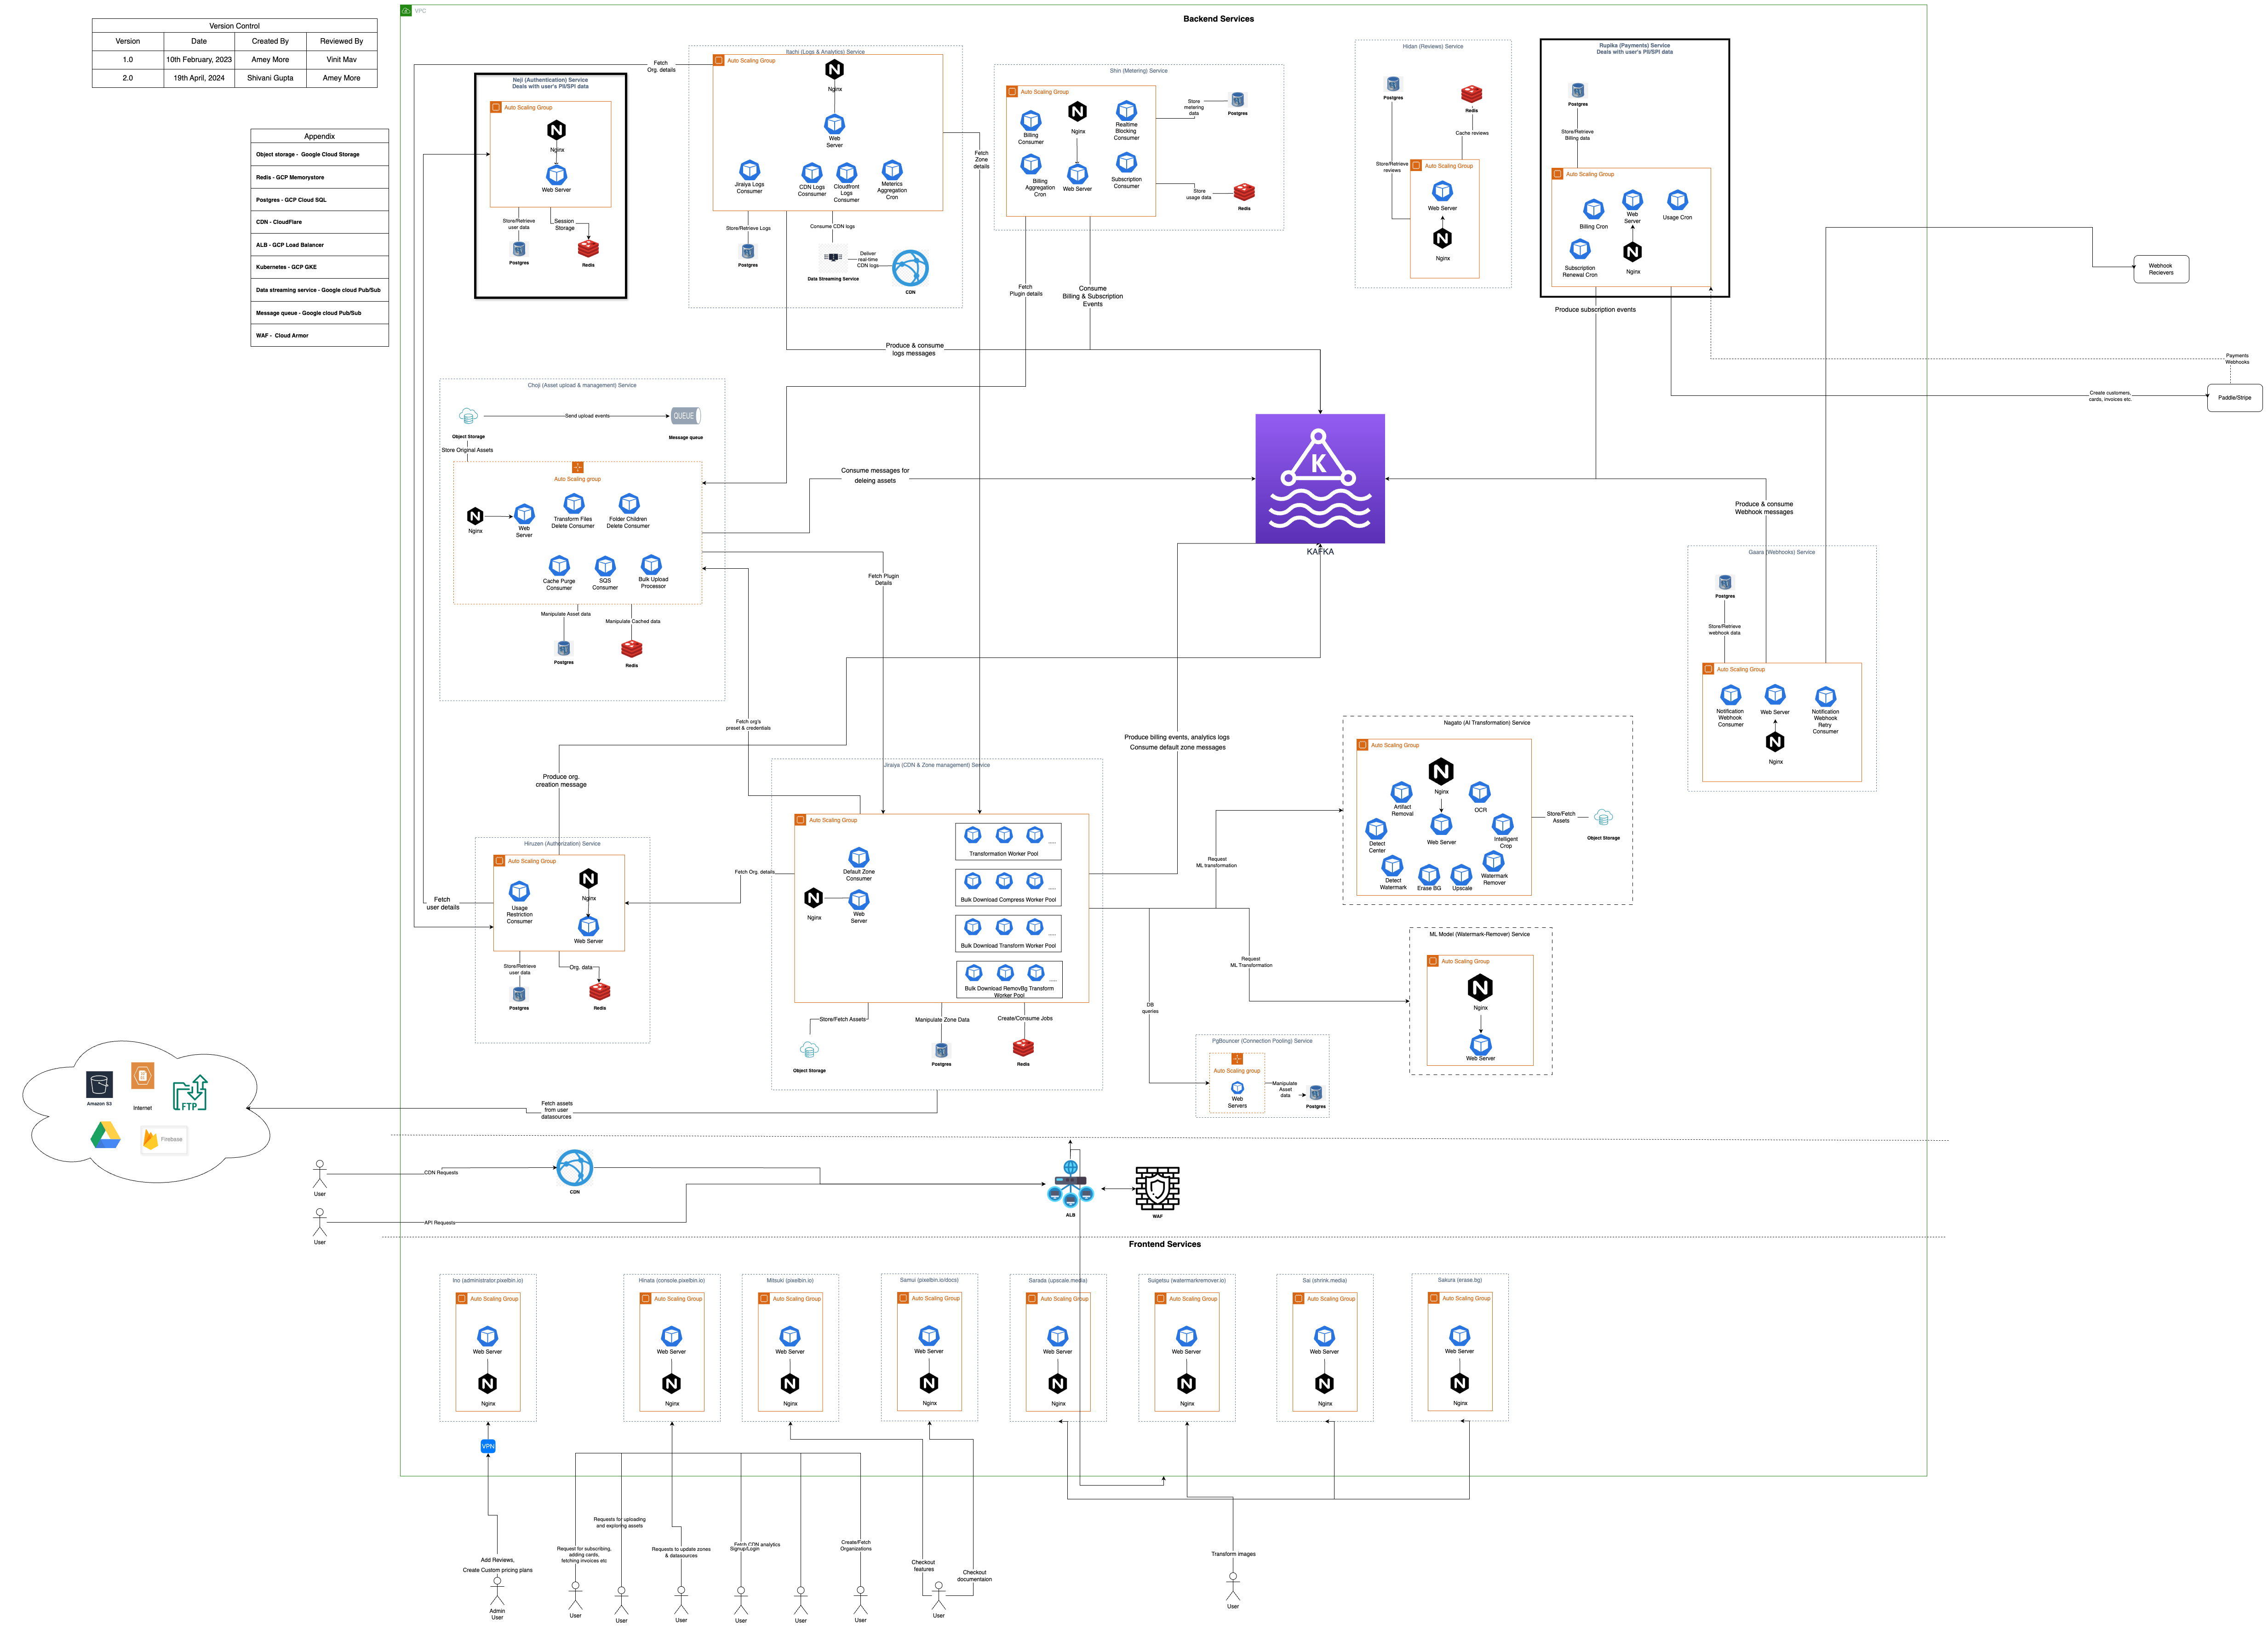 Version Control
Version
Date
Created By
Reviewed By
1.0
10th February, 2023
Amey More
Vinit Mav
2.0
19th April, 2024
Shivani Gupta
Amey More
Appendix
Object storage - Google Cloud Storage
Redis - GCP Memorystore
Postgres - GCP Cloud SQL
CDN - CloudFlare
ALB - GCP Load Balancer
Kubernetes - GCP GKE
Data streaming service - Google cloud Pub/Sub
Message queue - Google cloud Pub/Sub
WAF - Cloud Armor
VPC
Backend Services
Fetch
Org. details
Neji (Authentication) Service
Deals with user's PII/SPI data
Auto Scaling Group
Nginx
Web Server
Store/Retrieve
user data
Session
Storage
Postgres
Redis
Itachi (Logs & Analytics) Service
Auto Scaling Group
Nginx
Web
Server
Jiraiya Logs
Consumer
CDN Logs
Cosnsumer
Cloudfront
Logs
Consumer
Meterics
Aggregation
Cron
Store/Retrieve Logs
Postgres
Consume CDN logs
Data Streaming Service
Deliver
real-time
CDN logs
CDN
Fetch
Zone
details
Shin (Metering) Service
Auto Scaling Group
Billing
Consumer
Nginx
Realtime
Blocking
Consumer
Billing
Aggregation
Cron
Web Server
Subscription
Consumer
Store
metering
data
Postgres
Store
usage data
Redis
Fetch
Plugin details
Consume
Billing & Subscription
Events
Hidan (Reviews) Service
Postgres
Redis
Cache reviews
Store/Retrieve
reviews
Auto Scaling Group
Web Server
Nginx
Rupika (Payments) Service
Deals with user's PII/SPI data
Postgres
Store/Retrieve
Billing data
Auto Scaling Group
Billing Cron
Web
Server
Usage Cron
Subscription
Renewal Cron
Nginx
Produce subscription events
Webhook
Recievers
Payments
Webhooks
Create customers,
cards, invoices etc.
Paddle/Stripe
Produce & consume
logs messages
Choji (Asset upload & management) Service
Object Storage
Send upload events
QUEUE
Message queue
Store Original Assets
Auto Scaling group
Nginx
Web
Server
Transform Files
Delete Consumer
Folder Children
Delete Consumer
Cache Purge
Consumer
SQS
Consumer
Bulk Upload
Processor
Manipulate Asset data
Manipulate Cached data
Postgres
Redis
Consume messages for
deleing assets
Fetch Plugin
Details
K
KAFKA
Produce & consume
Webhook messages
Gaara (Webhooks) Service
Postgres
Store/Retrieve
webhook data
Auto Scaling Group
Notification
Webhook
Consumer
Web Server
Notification
Webhook
Retry
Consumer
Nginx
Fetch org's
preset & credentials
Produce org.
creation message
Produce billing events, analytics logs
Consume default zone messages
Hiruzen (Authorization) Service
Auto Scaling Group
Usage
Restriction
Consumer
Nginx
Web Server
Store/Retrieve
user data
Org. data
Postgres
Redis
Fetch
user details
Fetch Org. details
Jiraiya (CDN & Zone management) Service
Auto Scaling Group
Default Zone
Consumer
Nginx
Web
Server
Transformation Worker Pool
Bulk Download Compress Worker Pool
Bulk Download Transform Worker Pool
Bulk Download RemovBg Transform
Worker Pool
Store/Fetch Assets
Manipulate Zone Data
Create/Consume Jobs
Object Storage
Postgres
Redis
Request
ML transformation
Nagato (AI Transformation) Service
Auto Scaling Group
Nginx
Artifact
Removal
OCR
Detect
Center
Web Server
Intelligent
Crop
Detect
Watermark
Erase BG
Upscale
Watermark
Remover
Store/Fetch
Assets
Object Storage
Request
ML Transformation
ML Model (Watermark-Remover) Service
Auto Scaling Group
Nginx
Web Server
DB
queries
PgBouncer (Connection Pooling) Service
Auto Scaling group
Web
Servers
Manipulate
Asset
data
Postgres
Amazon S3
Internet
FTP
Firebase
Fetch assets
from user
datasources
User
CDN Requests
CDN
User
API Requests
ALB
WAF
Frontend Services
Ino (administrator.pixelbin.io)
Auto Scaling Group
Web Server
Nginx
Hinata (console.pixelbin.io)
Auto Scaling Group
Web Server
Nginx
Mitsuki (pixelbin.io)
Auto Scaling Group
Web Server
Nginx
Samui (pixelbin.io/docs)
Auto Scaling Group
Web Server
Nginx
Sarada (upscale.media)
Auto Scaling Group
Web Server
Nginx
Suigetsu (watermarkremover.io)
Auto Scaling Group
Web Server
Nginx
Sai (shrink.media)
Auto Scaling Group
Web Server
Nginx
Sakura (erase.bg)
Auto Scaling Group
Web Server
Nginx
VPN
Add Reviews,
Create Custom pricing plans
Admin
User
Request for subscribing,
adding cards,
fetching invoices etc
User
Requests for uploading
and exploring assets
User
Requests to update zones
& datasources
User
Fetch CDN analytics
Signup/Login
User
User
Create/Fetch
Organizations
User
Checkout
features
Checkout
documentaion
User
Transform images
User